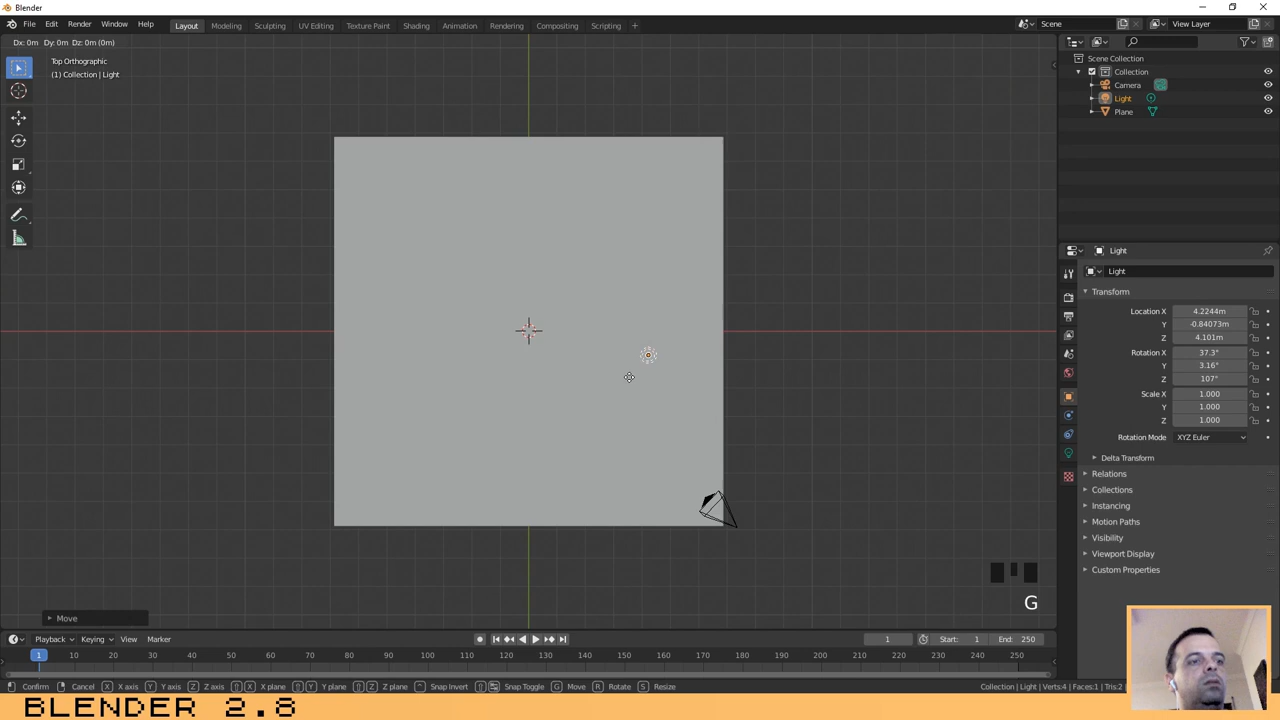 Blender
File Edit Render Window Help Layout Modeling Sculpting UV Editing Texture Paint Shading Animation Rendering Compositing Scripting + Scene View Layer
Dx: 0m Dy: 0m Dz: 0m (0m)
Top Orthographic
(1) Collection | Light
Scene Collection
Collection
Camera
Light
Plane
Light
Light
Transform
Location X 4.2244m
Y -0.84073m
Z 4.101m
Rotation X 37.3°
Y 3.16°
Z 107°
Scale X 1.000
Y 1.000
Z 1.000
Rotation Mode XYZ Euler
Delta Transform
Relations
Collections
Instancing
Motion Paths
Visibility
Viewport Display
Custom Properties
G
Move
Playback Keying View Marker 1 Start: 1 End: 250
1 10 20 30 40 50 60 70 80 90 100 110 120 130 140 150 160 170 180 190 200 210 220 230 240 250
Confirm Cancel X X axis Y Y axis Z Z axis X X plane Y Y plane Z Z plane Snap Invert Snap Toggle G Move R Rotate S Resize Collection | Light | Verts:4 | Faces:1 | Tris:2 |
BLENDER 2.8